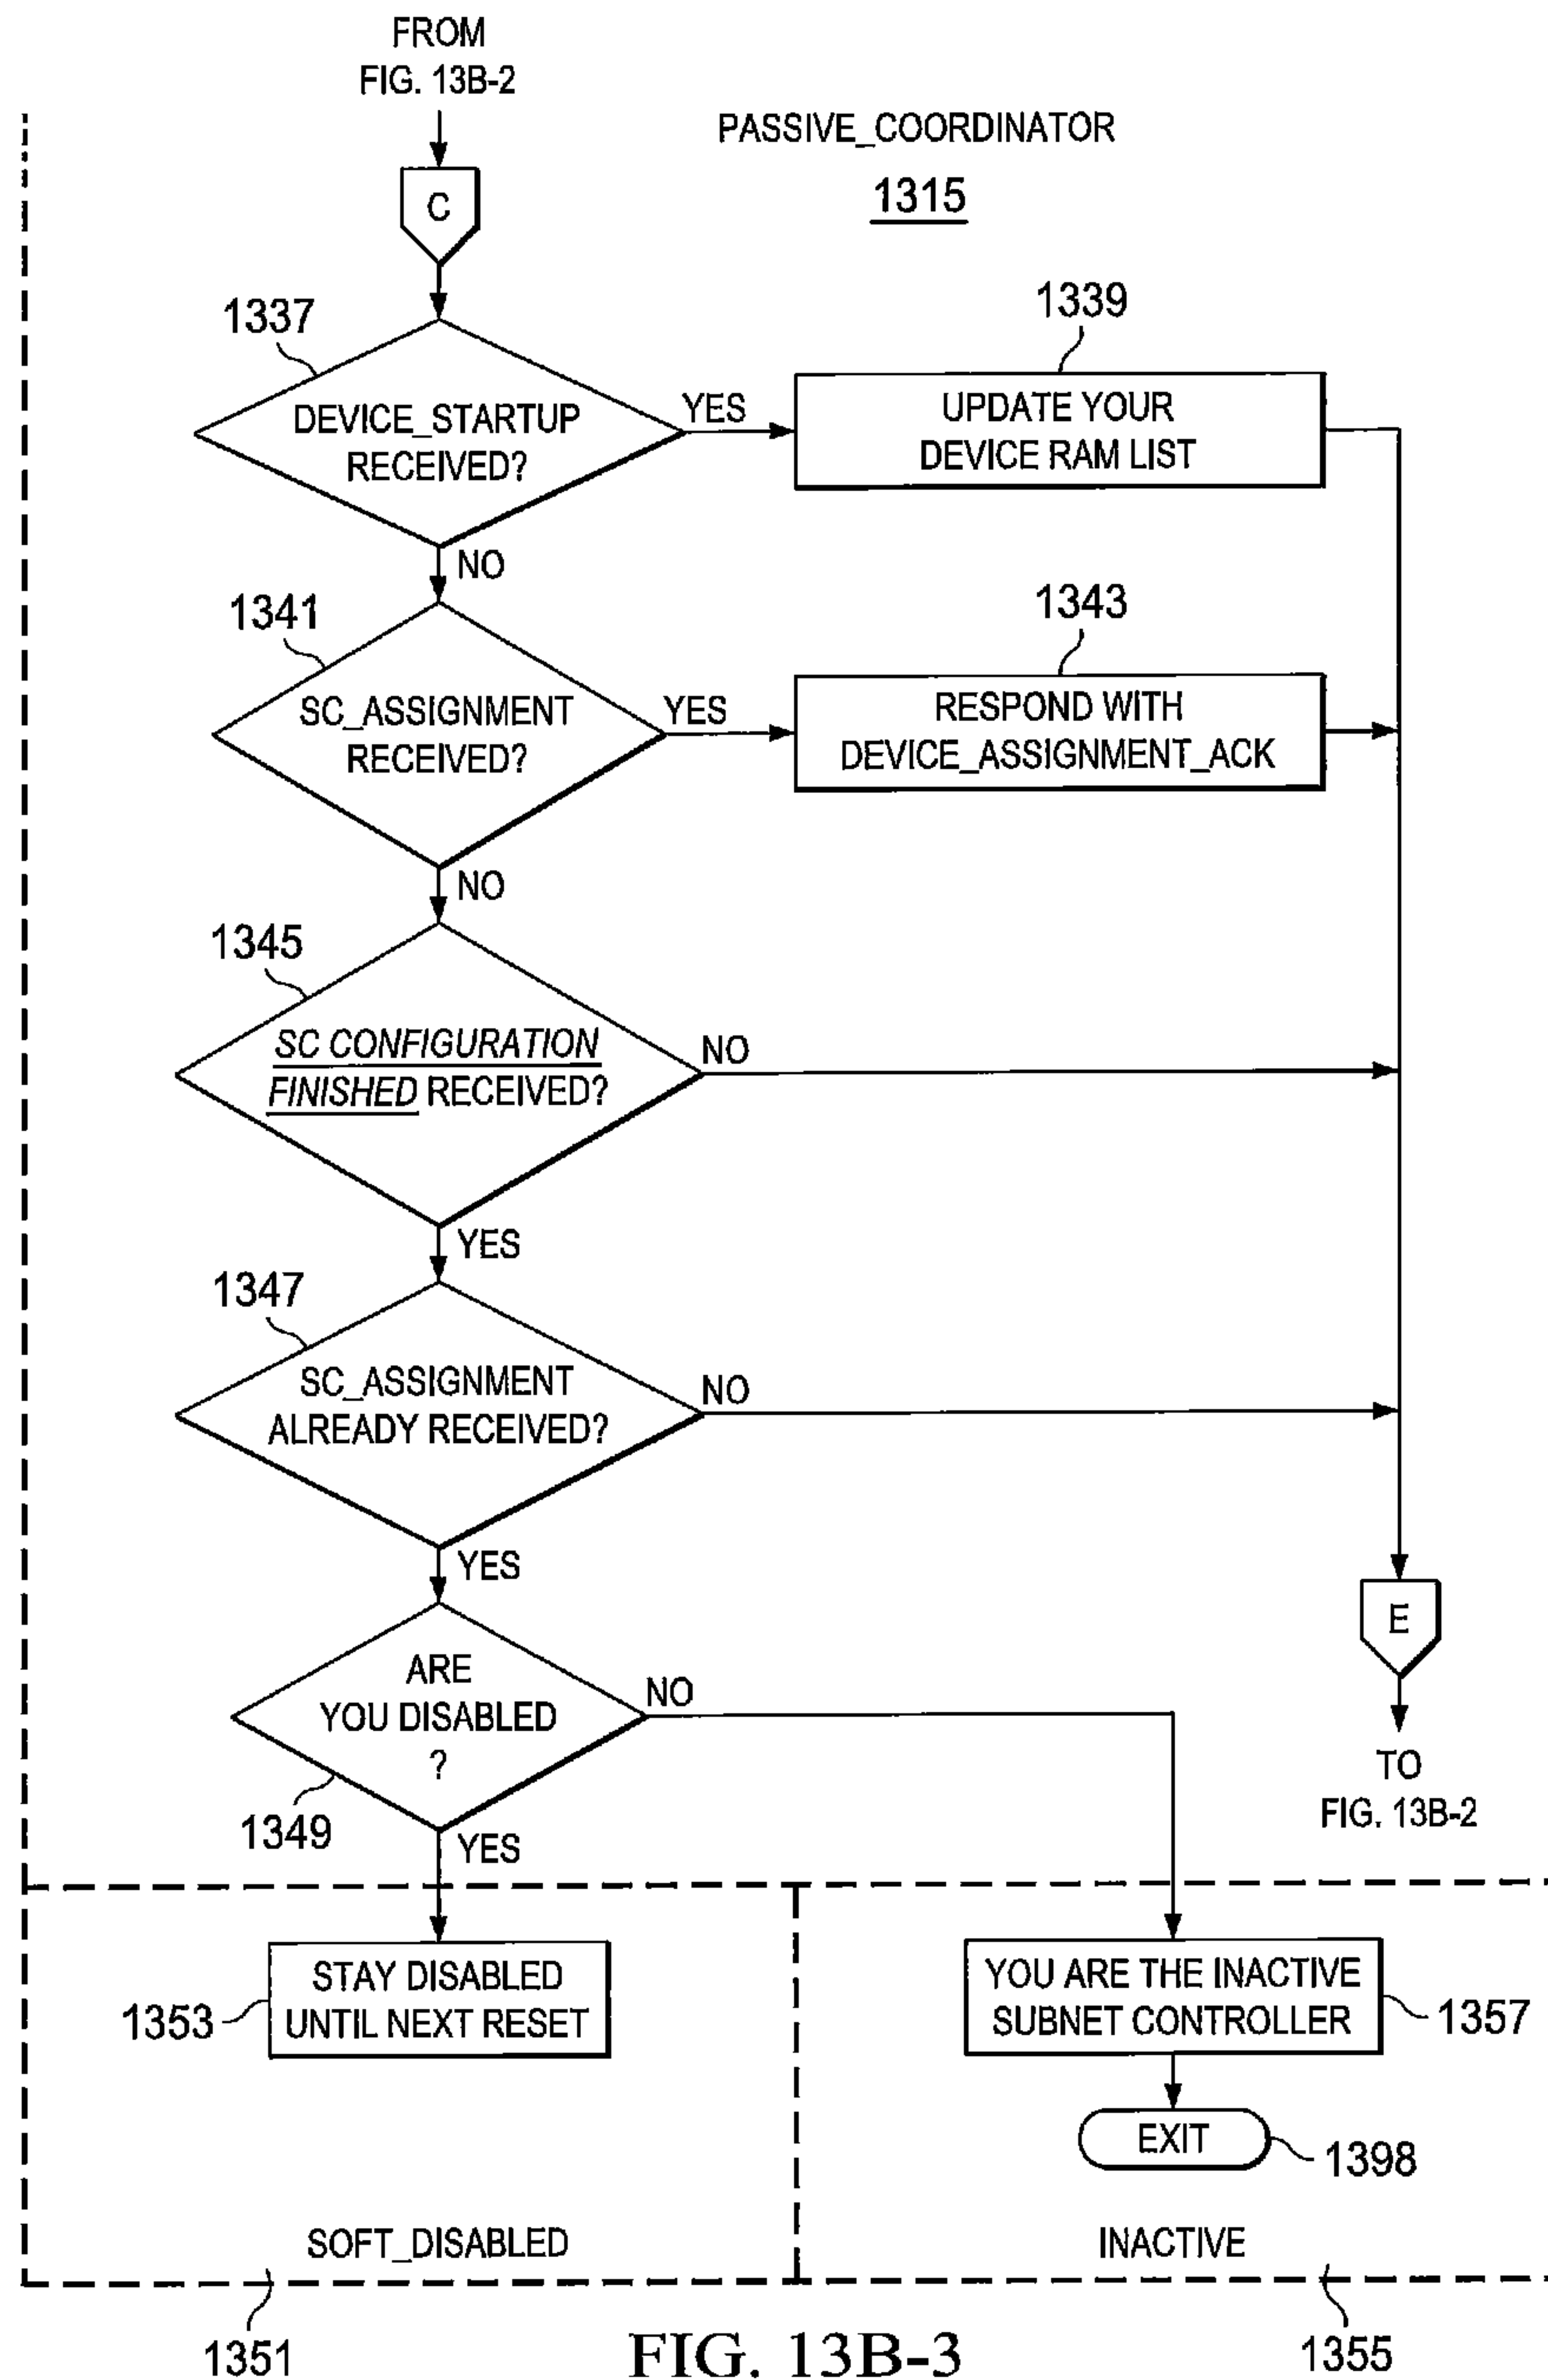 FROM
FIG. 13B-2
PASSIVE_COORDINATOR
1315
C
1337
DEVICE_STARTUP
RECEIVED?
YES
1339
UPDATE YOUR
DEVICE RAM LIST
NO
1341
SC_ASSIGNMENT
RECEIVED?
YES
1343
RESPOND WITH
DEVICE_ASSIGNMENT_ACK
NO
1345
SC CONFIGURATION
FINISHED RECEIVED?
NO
YES
1347
SC_ASSIGNMENT
ALREADY RECEIVED?
NO
YES
ARE
YOU DISABLED
?
NO
1349
YES
E
TO
FIG. 13B-2
STAY DISABLED
UNTIL NEXT RESET
1353
YOU ARE THE INACTIVE
SUBNET CONTROLLER
1357
EXIT
1398
SOFT_DISABLED
INACTIVE
1351
1355
FIG. 13B-3